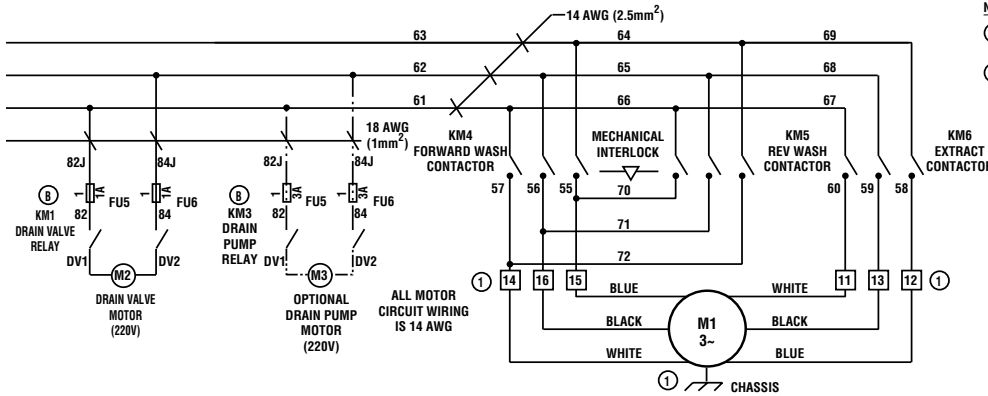 14 AWG (2.5mm²)
N
63
64
69
62
65
68
61
66
67
18 AWG
(1mm²)
82J
84J
82J
84J
KM4
FORWARD WASH
CONTACTOR
MECHANICAL
INTERLOCK
KM5
REV WASH
CONTACTOR
KM6
EXTRACT
CONTACTOR
57
56
55
70
60
59
58
B
KM1
DRAIN VALVE
RELAY
1
1A
FU5
1
1A
FU6
82
84
B
KM3
DRAIN
PUMP
RELAY
1
3A
FU5
1
3A
FU6
82
84
71
72
DV1
M2
DV2
DV1
M3
DV2
1
14
16
15
11
13
12
1
DRAIN VALVE
MOTOR
(220V)
OPTIONAL
DRAIN PUMP
MOTOR
(220V)
ALL MOTOR
CIRCUIT WIRING
IS 14 AWG
BLUE
WHITE
BLACK
M1
3~
BLACK
WHITE
BLUE
1
CHASSIS